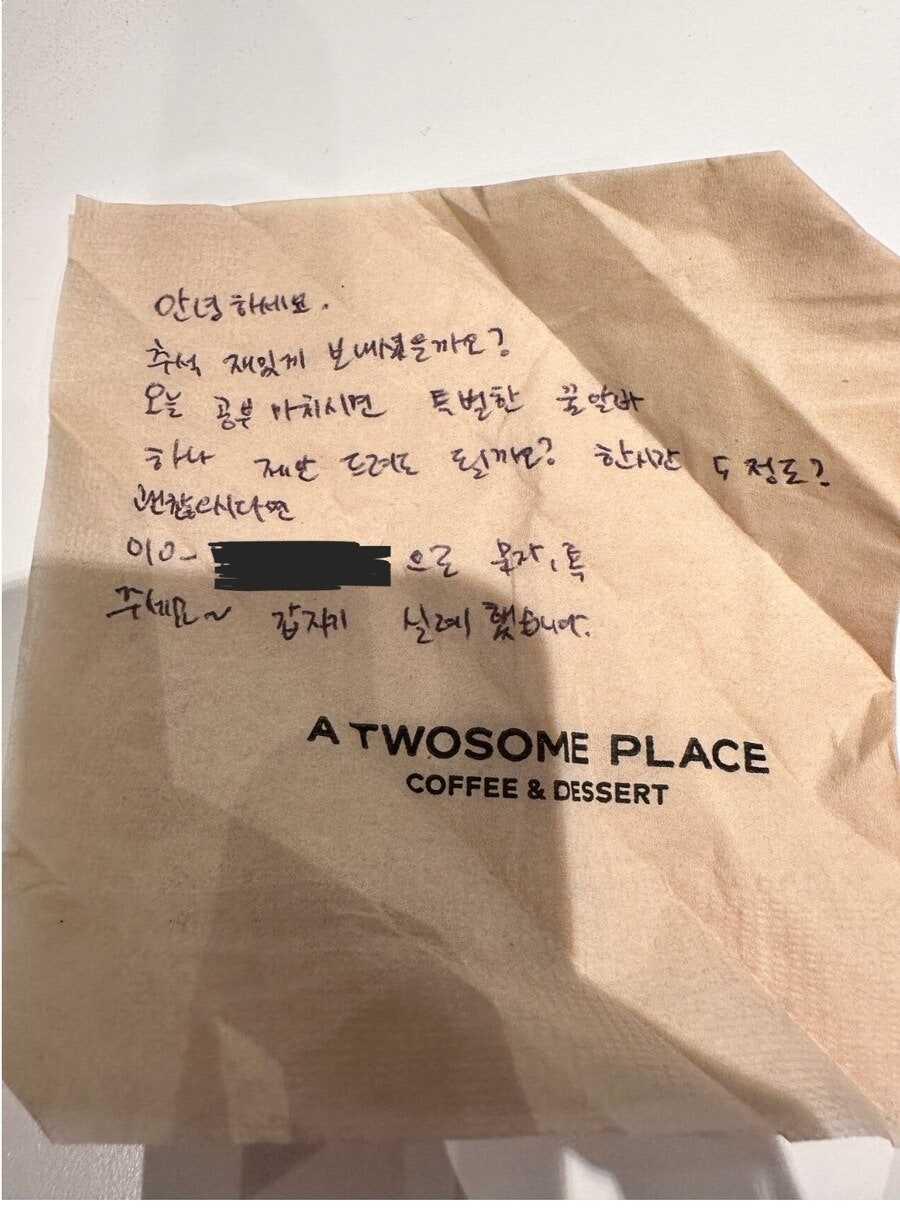 안녕하세요.
추석 재밌게 보내셨을까요?
오늘 공부 마치시면 특별한 꿀알바
하나 제안 드려도 될까요? 한시간 정도?
괜찮으시다면
010- 으로 문자, 톡
주세요~ 갑자기 실례했습니다.
A TWOSOME PLACE
COFFEE & DESSERT